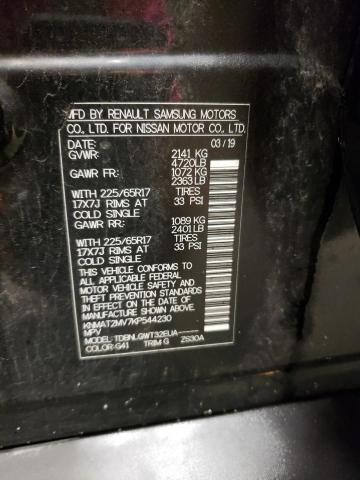 MFD BY RENAULT SAMSUNG MOTORS
CO., LTD. FOR NISSAN MOTOR CO., LTD.
DATE: 03/19
GVWR: 2141 KG
4720LB
GAWR FR: 1072 KG
2363LB
WITH 225/65R17 TIRES
17X7J RIMS AT 33 PSI
COLD SINGLE
GAWR RR: 1089 KG
2401LB
WITH 225/65R17 TIRES
17X7J RIMS AT 33 PSI
COLD SINGLE
THIS VEHICLE CONFORMS TO ALL
APPLICABLE U.S. FEDERAL
MOTOR VEHICLE SAFETY AND
THEFT PREVENTION STANDARDS
IN EFFECT ON THE DATE OF
MANUFACTURE SHOWN ABOVE.
KNMAT2MV7KP544230
MPV
MODEL: TDBNLGWT32EUA-----
COLOR: G41 TRIM G ZS30A